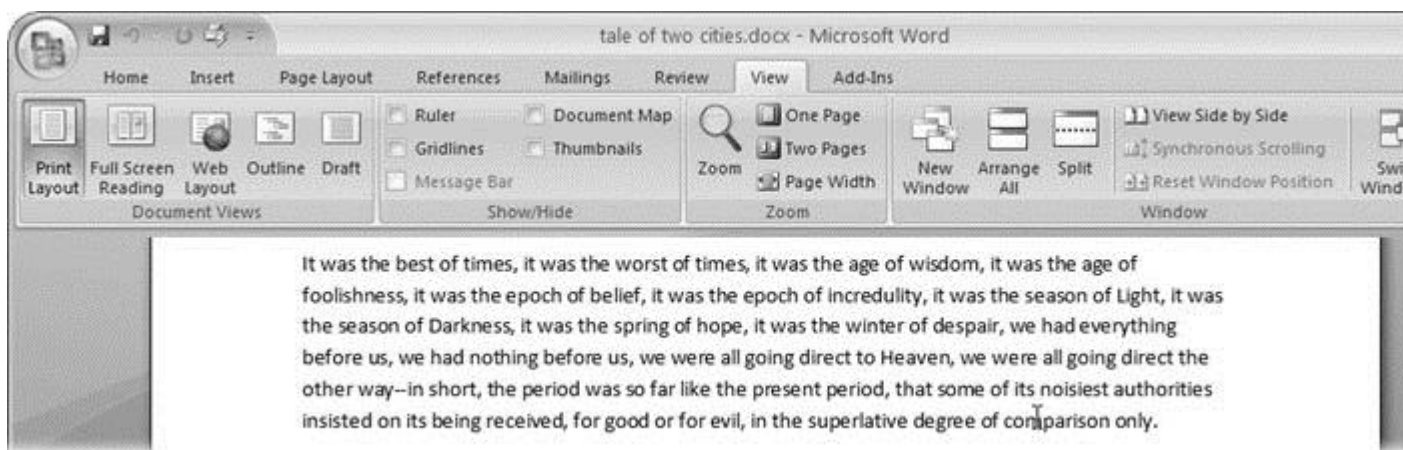 tale of two cities.docx - Microsoft Word
Home Insert Page Layout References Mailings Review View Add-Ins
Print Layout
Full Screen Reading
Web Layout
Outline
Draft
Document Views
Ruler
Gridlines
Message Bar
Document Map
Thumbnails
Show/Hide
Zoom
One Page
Two Pages
Page Width
Zoom
New Window
Arrange All
Split
View Side by Side
Synchronous Scrolling
Reset Window Position
Window
It was the best of times, it was the worst of times, it was the age of wisdom, it was the age of
foolishness, it was the epoch of belief, it was the epoch of incredulity, it was the season of Light, it was
the season of Darkness, it was the spring of hope, it was the winter of despair, we had everything
before us, we had nothing before us, we were all going direct to Heaven, we were all going direct the
other way--in short, the period was so far like the present period, that some of its noisiest authorities
insisted on its being received, for good or for evil, in the superlative degree of comparison only.